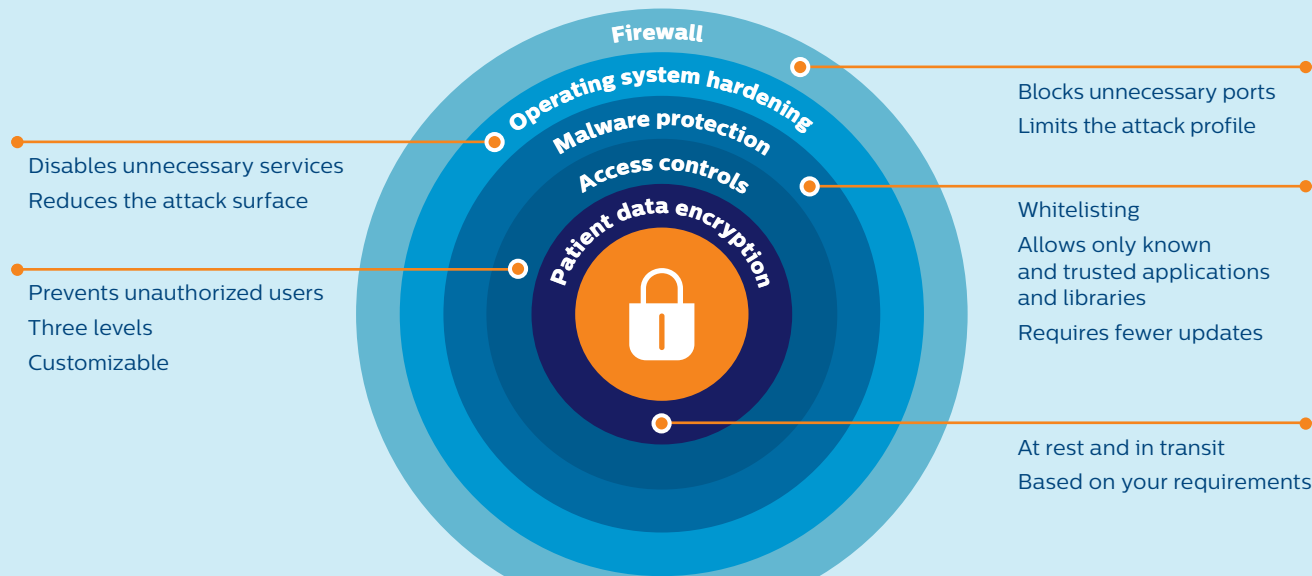 Firewall
Operating system hardening
Malware protection
Access controls
Patient data encryption
Disables unnecessary services
Reduces the attack surface
Prevents unauthorized users
Three levels
Customizable
Blocks unnecessary ports
Limits the attack profile
Whitelisting
Allows only known
and trusted applications
and libraries
Requires fewer updates
At rest and in transit
Based on your requirements